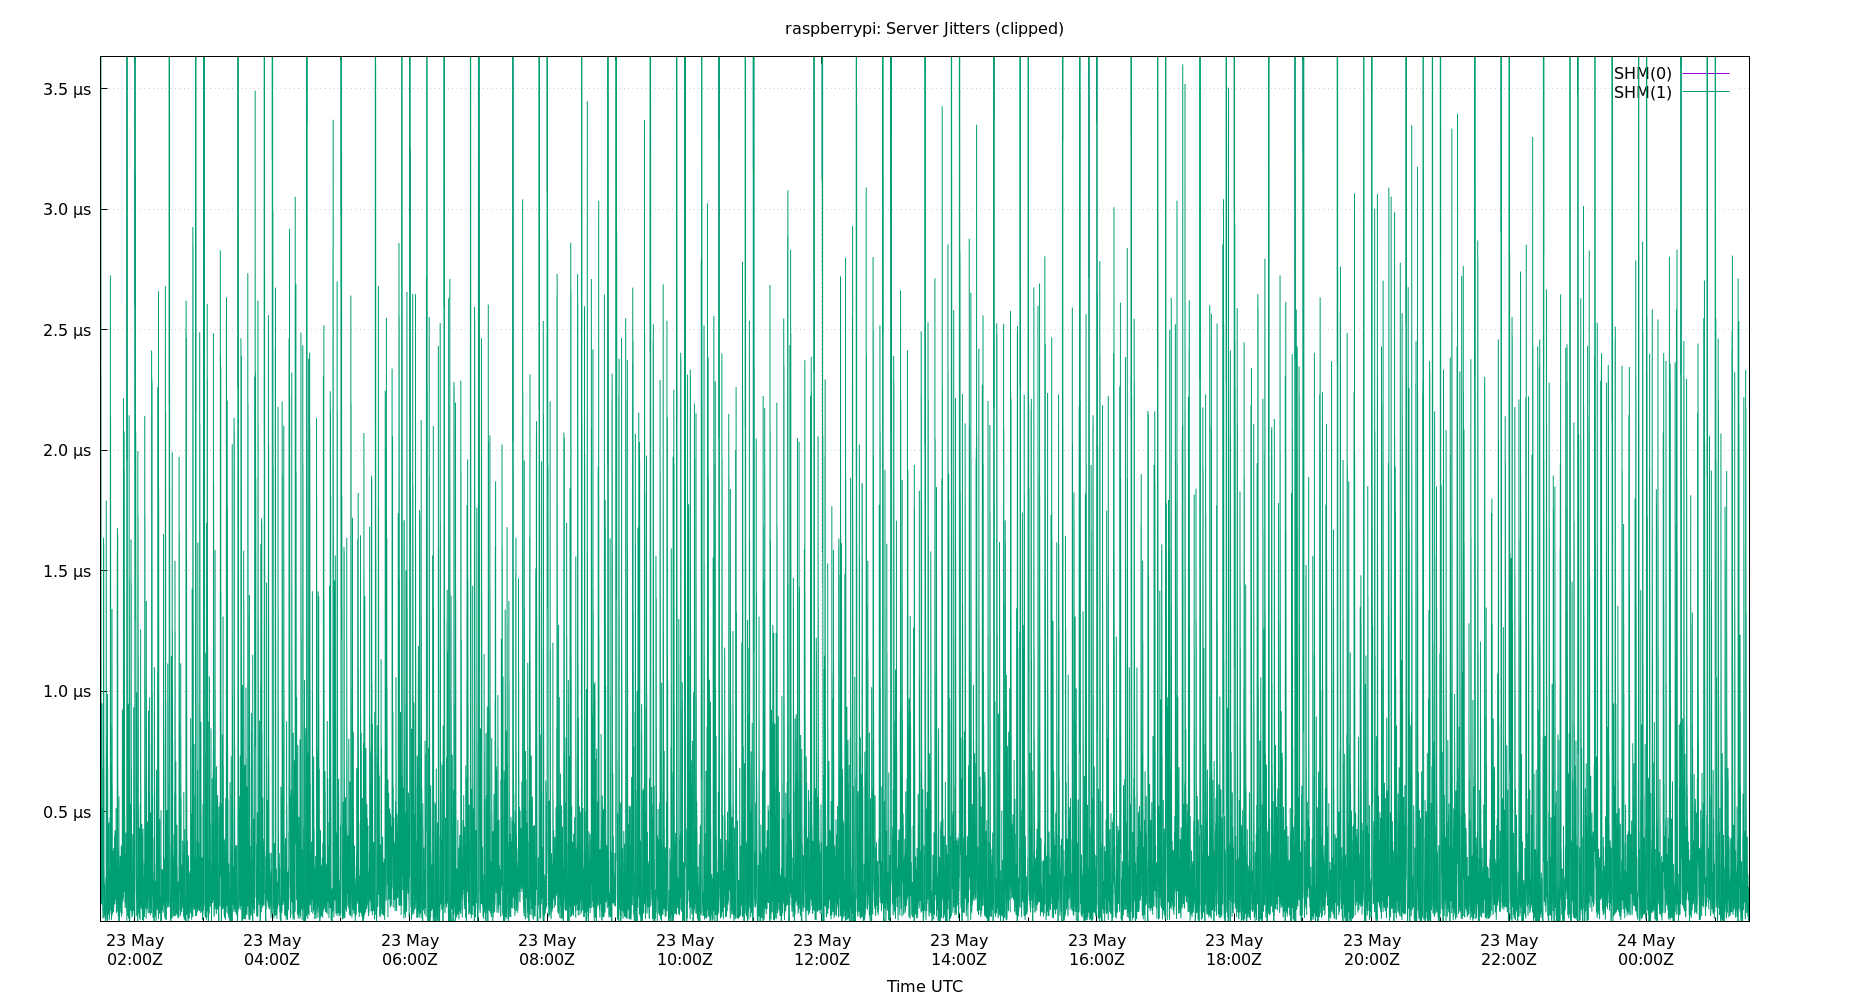 raspberrypi: Server Jitters (clipped)
SHM(0)
SHM(1)
3.5 µs
3.0 µs
2.5 µs
2.0 µs
1.5 µs
1.0 µs
0.5 µs
23 May 23 May 23 May 23 May 23 May 23 May 23 May 23 May 23 May 23 May 23 May 24 May
02:00Z 04:00Z 06:00Z 08:00Z 10:00Z 12:00Z 14:00Z 16:00Z 18:00Z 20:00Z 22:00Z 00:00Z
Time UTC